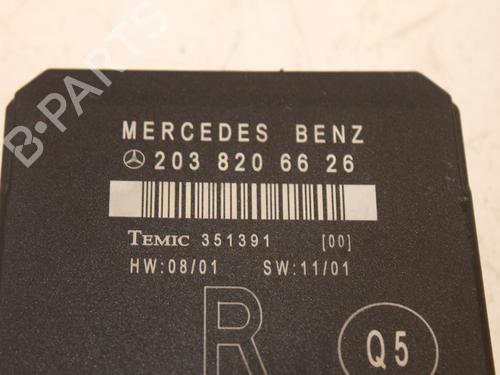 MERCEDES BENZ
203 820 66 26
TEMIC 351391 [00]
HW:08/01 SW:11/01
R
Q5
B-PARTS